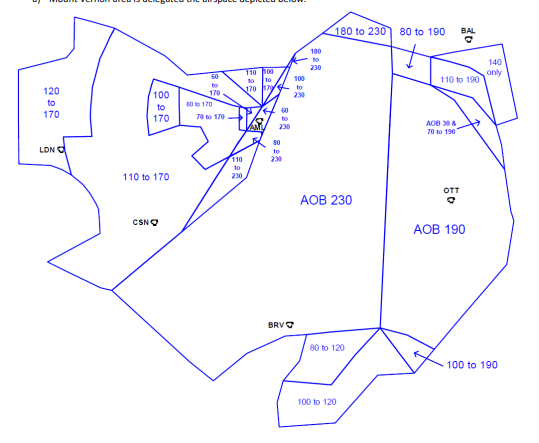 a) Mount Vernon area is delegated the airspace depicted below.
180 to 230
80 to 190
BAL
180
to
230
140
only
110 to 190
60
to
170
110
to
170
100
to
170
100
to
230
120
to
170
100
to
170
60 to 170
70 to 170
60
to
230
AML
80
to
230
AOB 30 &
70 to 190
LDN
110 to 170
110
to
230
AOB 230
OTT
AOB 190
CSN
BRV
80 to 120
100 to 190
100 to 120